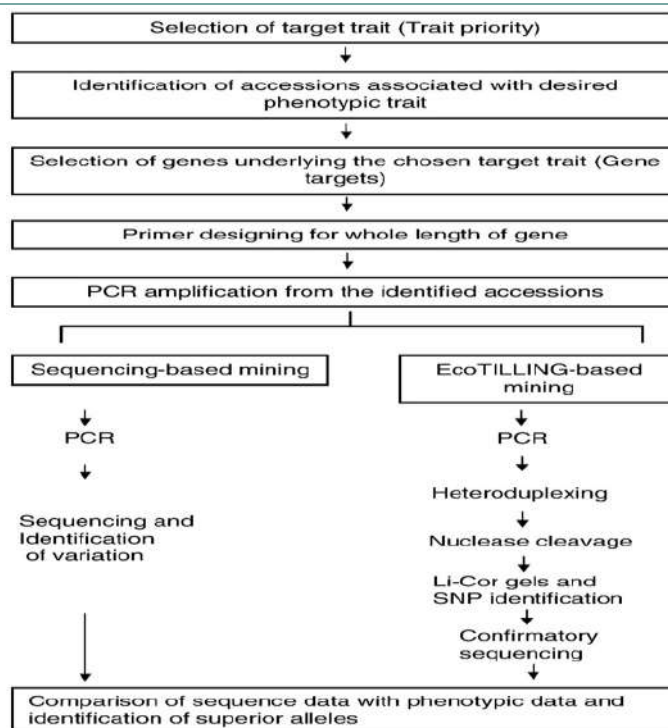 Selection of target trait (Trait priority)
Identification of accessions associated with desired
phenotypic trait
Selection of genes underlying the chosen target trait (Gene
targets)
Primer designing for whole length of gene
PCR amplification from the identified accessions
Sequencing-based mining
PCR
Sequencing and
Identification
of variation
EcoTILLING-based
mining
PCR
Heteroduplexing
Nuclease cleavage
Li-Cor gels and
SNP identification
Confirmatory
sequencing
Comparison of sequence data with phenotypic data and
identification of superior alleles